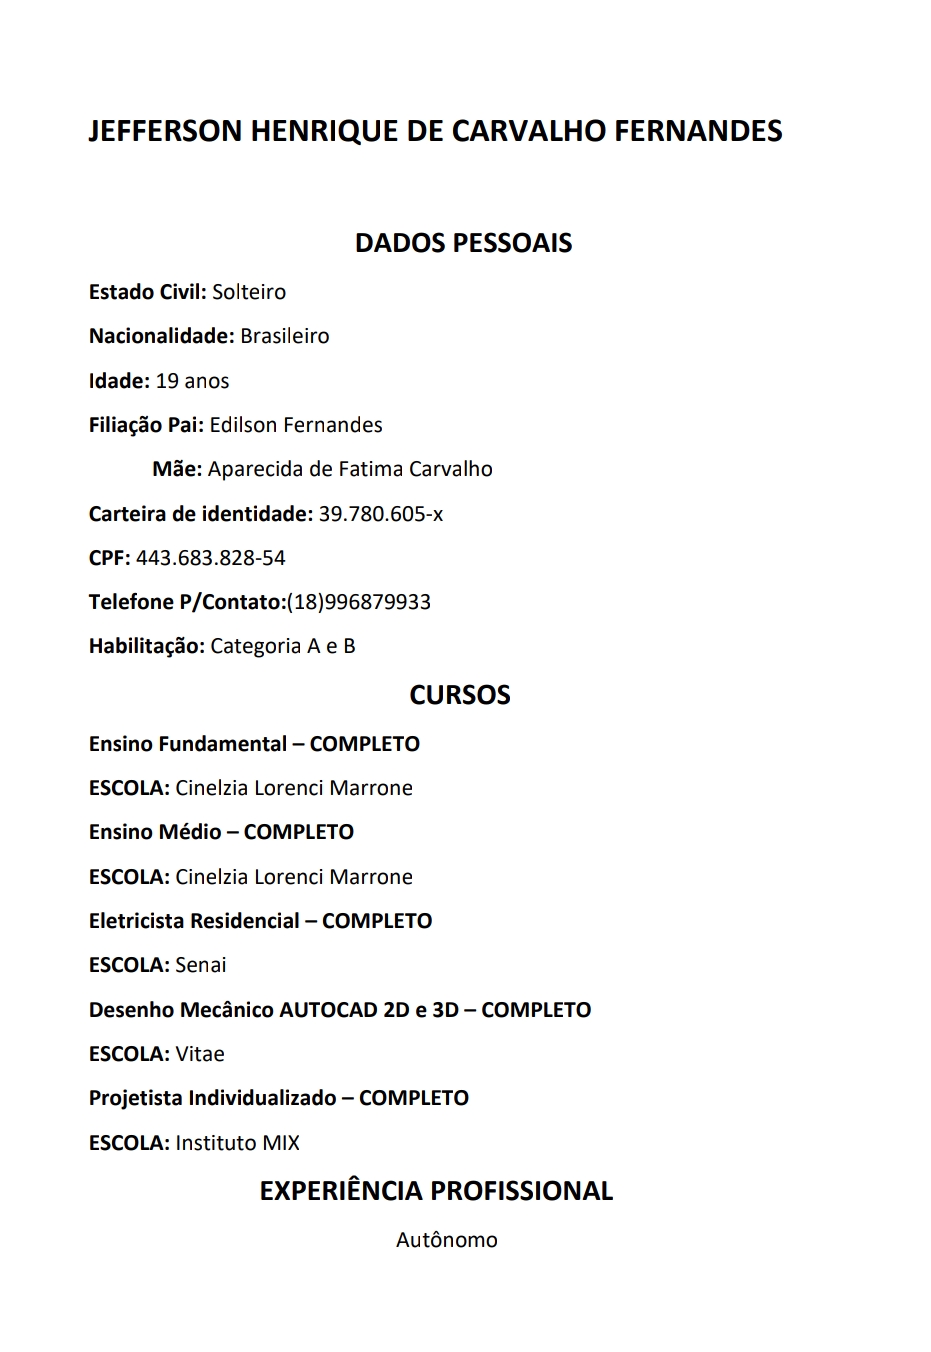 JEFFERSON HENRIQUE DE CARVALHO FERNANDES
DADOS PESSOAIS
Estado Civil: Solteiro
Nacionalidade: Brasileiro
Idade: 19 anos
Filiação Pai: Edilson Fernandes
Mãe: Aparecida de Fatima Carvalho
Carteira de identidade: 39.780.605-x
CPF: 443.683.828-54
Telefone P/Contato:(18)996879933
Habilitação: Categoria A e B
CURSOS
Ensino Fundamental – COMPLETO
ESCOLA: Cinelzia Lorenci Marrone
Ensino Médio – COMPLETO
ESCOLA: Cinelzia Lorenci Marrone
Eletricista Residencial – COMPLETO
ESCOLA: Senai
Desenho Mecânico AUTOCAD 2D e 3D – COMPLETO
ESCOLA: Vitae
Projetista Individualizado – COMPLETO
ESCOLA: Instituto MIX
EXPERIÊNCIA PROFISSIONAL
Autônomo